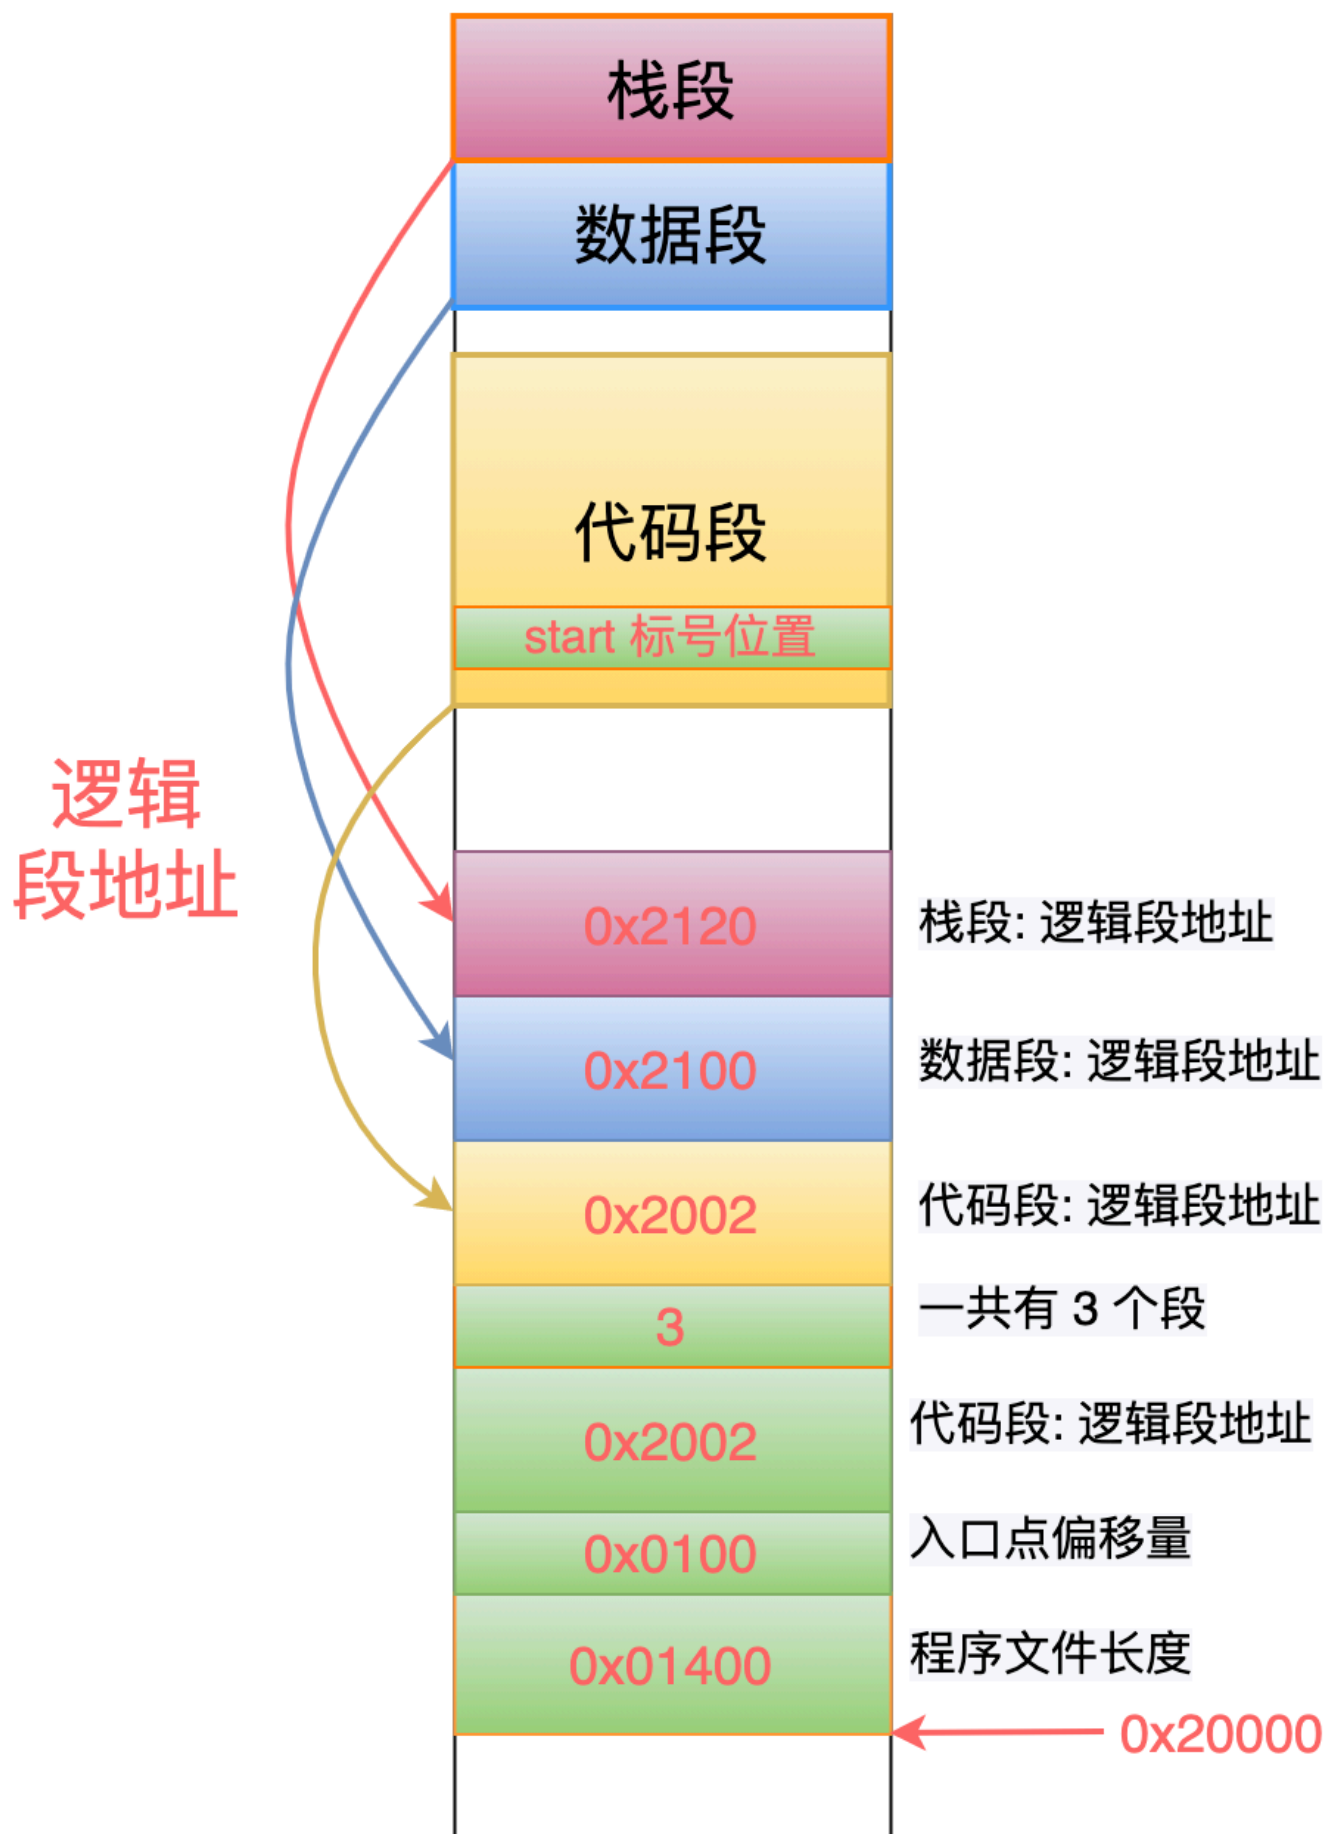 栈段
数据段
代码段
start 标号位置
逻辑
段地址
0x2120
栈段: 逻辑段地址
0x2100
数据段: 逻辑段地址
0x2002
代码段: 逻辑段地址
3
一共有 3 个段
0x2002
代码段: 逻辑段地址
0x0100
入口点偏移量
0x01400
程序文件长度
0x20000